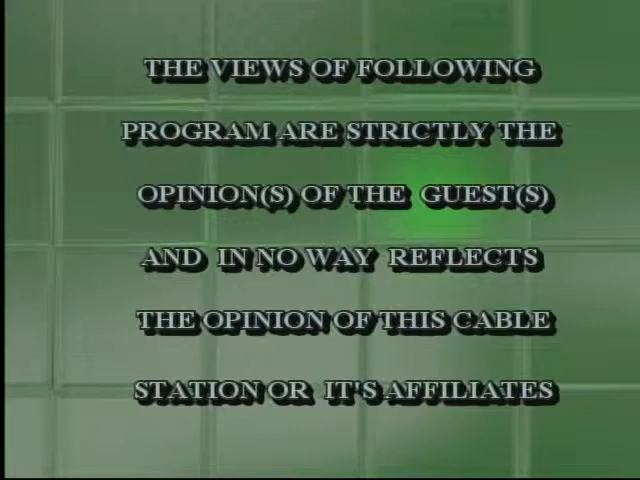 THE VIEWS OF FOLLOWING
PROGRAM ARE STRICTLY THE
OPINION(S) OF THE GUEST(S)
AND IN NO WAY REFLECTS
THE OPINION OF THIS CABLE
STATION OR IT'S AFFILIATES